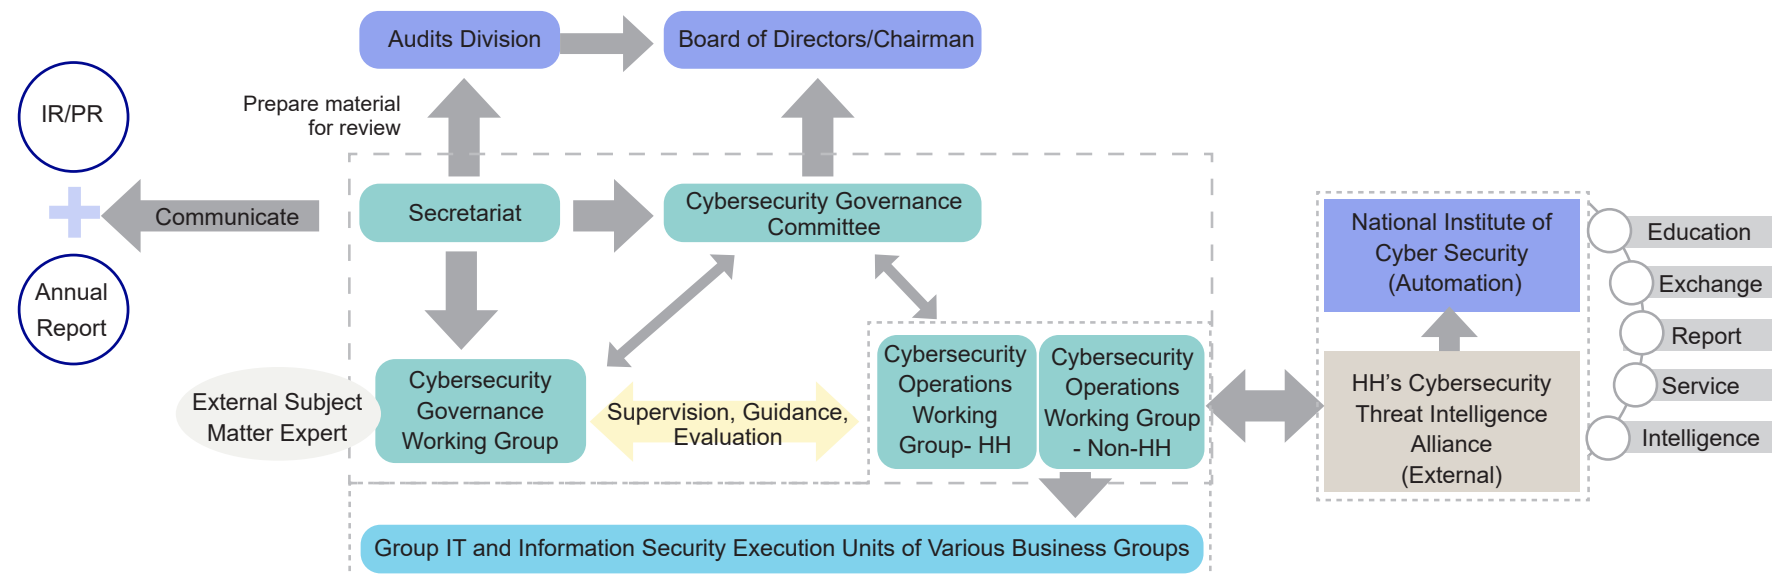 Audits Division
Board of Directors/Chairman
IR/PR
Prepare material
for review
Communicate
Secretariat
Cybersecurity Governance
Committee
Annual
Report
External Subject
Matter Expert
Cybersecurity
Governance
Working Group
Supervision, Guidance,
Evaluation
Cybersecurity
Operations
Working
Group- HH
Cybersecurity
Operations
Working Group
- Non-HH
Group IT and Information Security Execution Units of Various Business Groups
National Institute of
Cyber Security
(Automation)
HH’s Cybersecurity
Threat Intelligence
Alliance
(External)
Education
Exchange
Report
Service
Intelligence